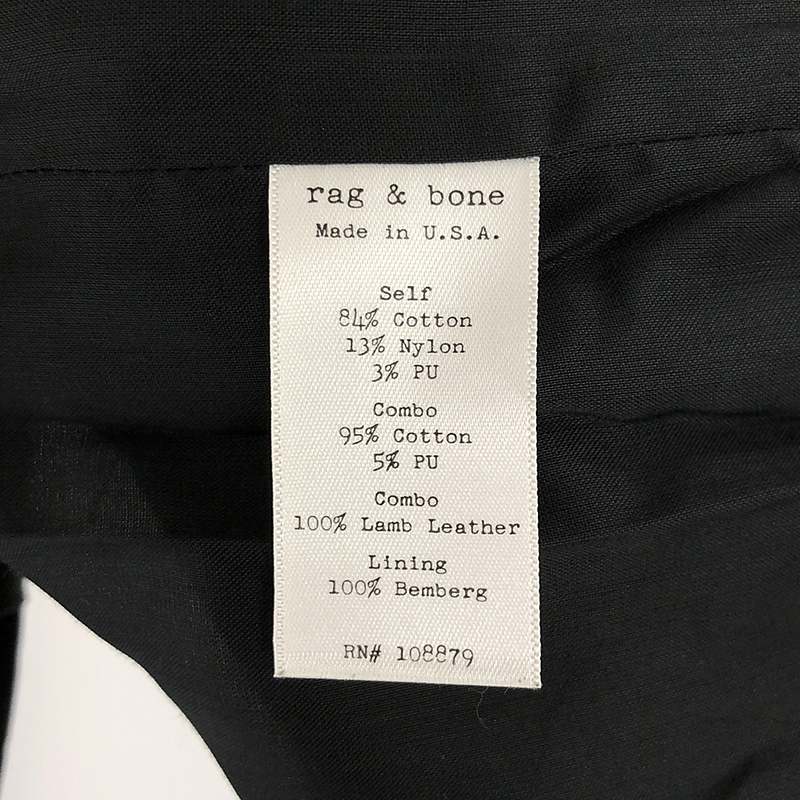 rag & bone
Made in U.S.A.
Self
84% Cotton
13% Nylon
3% PU
Combo
95% Cotton
5% PU
Combo
100% Lamb Leather
Lining
100% Bemberg
RN# 108879